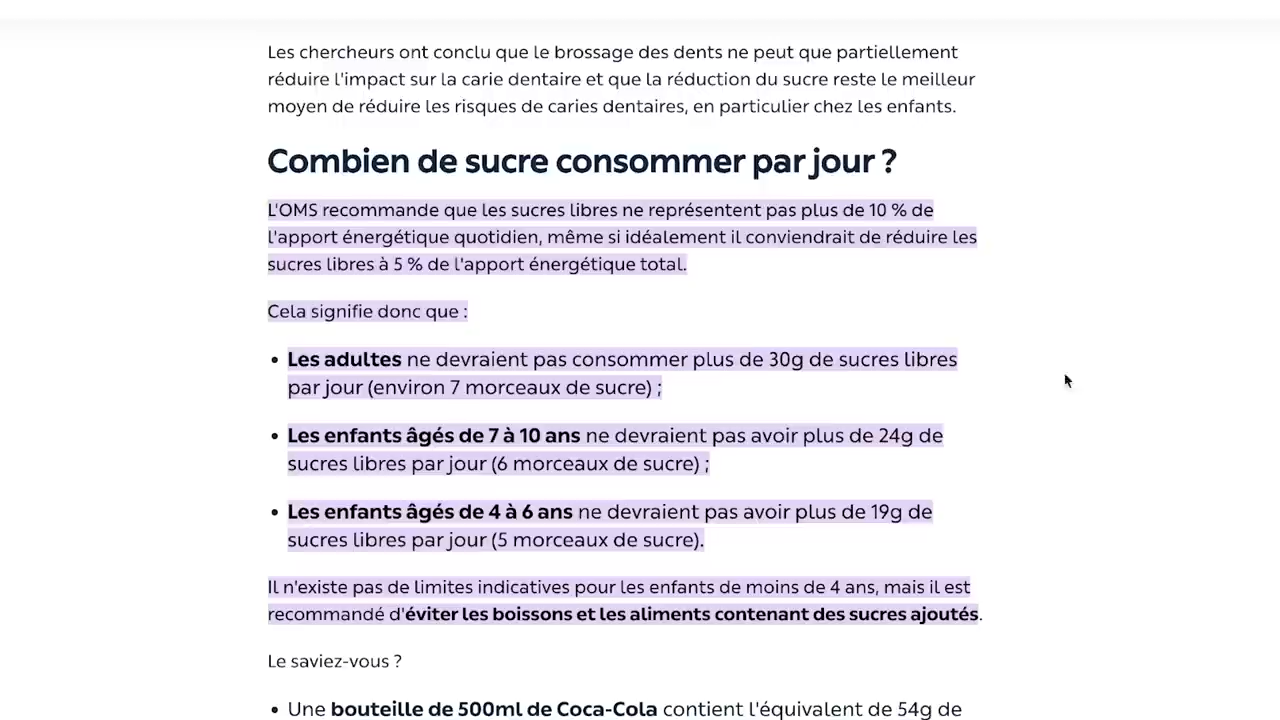 Les chercheurs ont conclu que le brossage des dents ne peut que partiellement
réduire l'impact sur la carie dentaire et que la réduction du sucre reste le meilleur
moyen de réduire les risques de caries dentaires, en particulier chez les enfants.
Combien de sucre consommer par jour ?
L'OMS recommande que les sucres libres ne représentent pas plus de 10 % de
l'apport énergétique quotidien, même si idéalement il conviendrait de réduire les
sucres libres à 5 % de l'apport énergétique total.
Cela signifie donc que :
• Les adultes ne devraient pas consommer plus de 30g de sucres libres
par jour (environ 7 morceaux de sucre) ;
• Les enfants âgés de 7 à 10 ans ne devraient pas avoir plus de 24g de
sucres libres par jour (6 morceaux de sucre) ;
• Les enfants âgés de 4 à 6 ans ne devraient pas avoir plus de 19g de
sucres libres par jour (5 morceaux de sucre).
Il n'existe pas de limites indicatives pour les enfants de moins de 4 ans, mais il est
recommandé d'éviter les boissons et les aliments contenant des sucres ajoutés.
Le saviez-vous ?
• Une bouteille de 500ml de Coca-Cola contient l'équivalent de 54g de